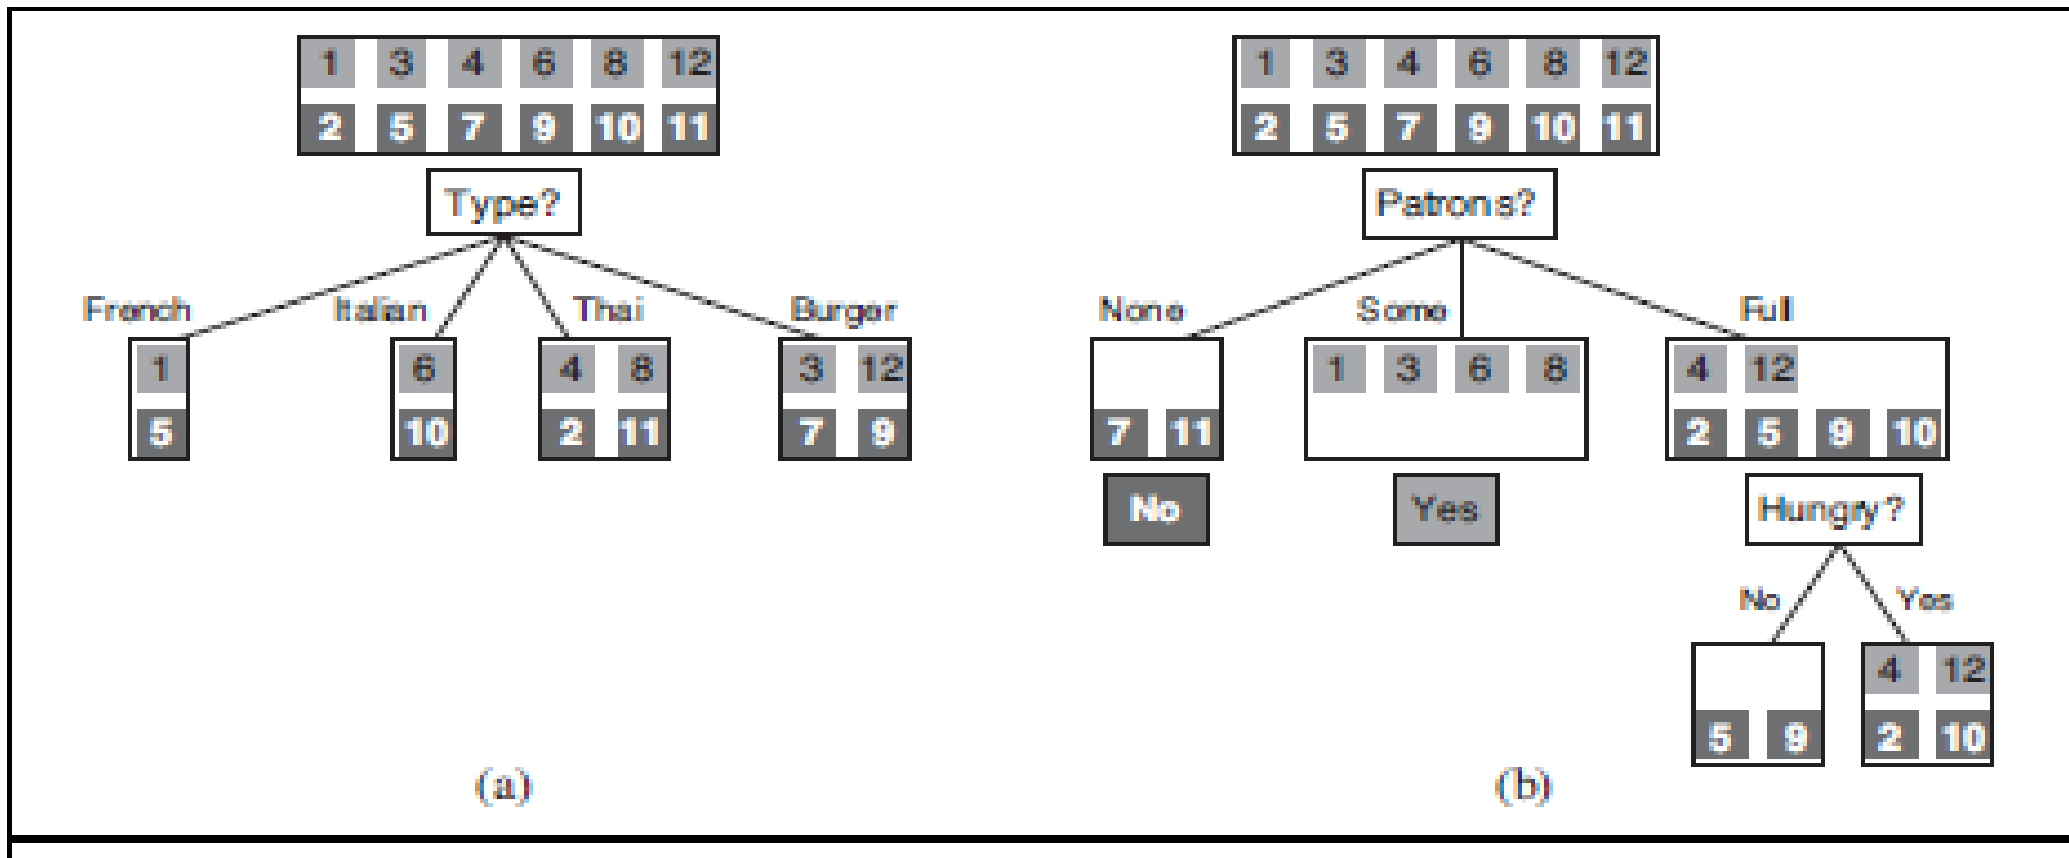 1 3 4 6 8 12
2 5 7 9 10 11
Type?
French Italian Thai Burger
1 6 4 8 3 12
5 10 2 11 7 9
(a)
1 3 4 6 8 12
2 5 7 9 10 11
Patrons?
None Some Full
1 3 6 8 4 12
7 11 2 5 9 10
No Yes Hungry?
No Yes
4 12
5 9 2 10
(b)